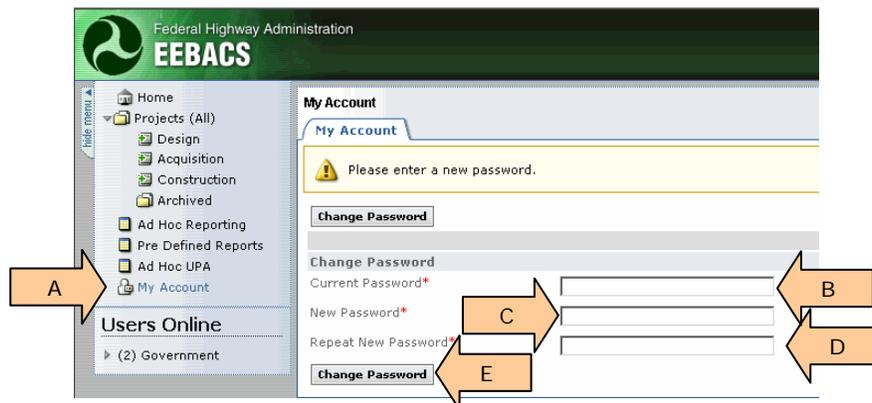 Federal Highway Administration
EEBACS
hide menu
Home
Projects (All)
Design
Acquisition
Construction
Archived
Ad Hoc Reporting
Pre Defined Reports
Ad Hoc UPA
My Account
Users Online
(2) Government
My Account
My Account
Please enter a new password.
Change Password
Change Password
Current Password*
New Password*
Repeat New Password*
Change Password
A
B
C
D
E